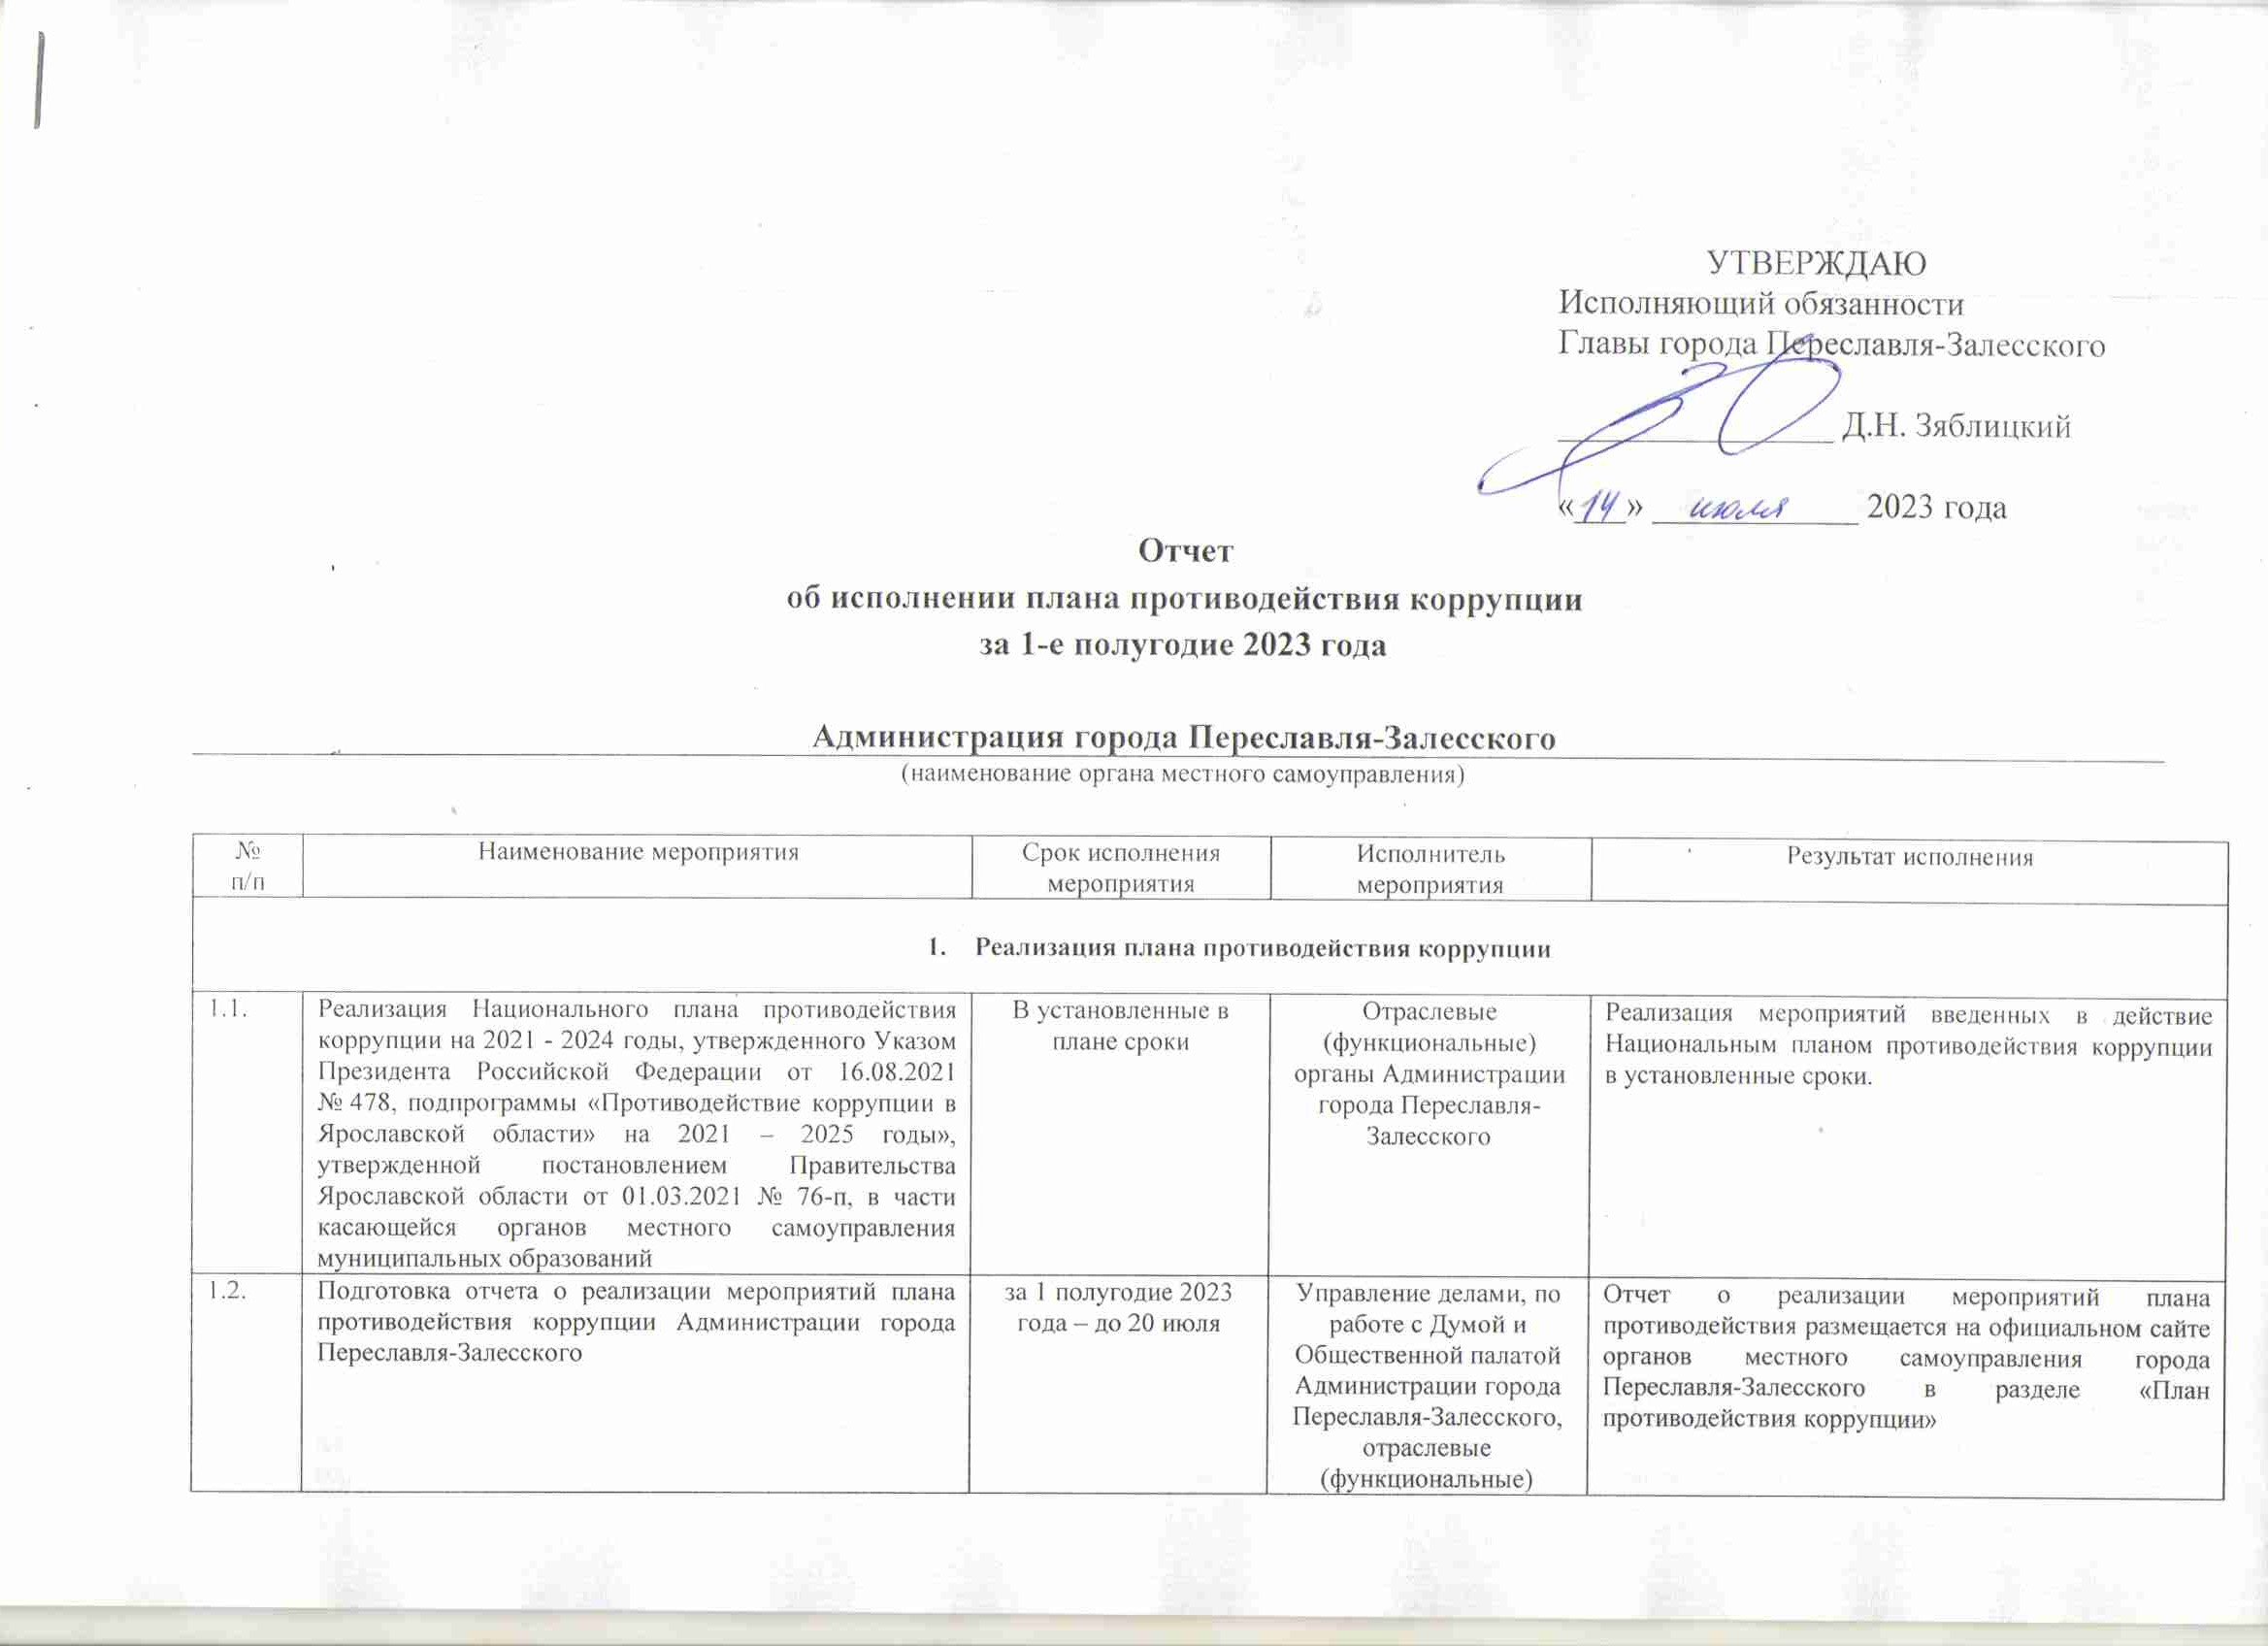 УТВЕРЖДАЮ
Исполняющий обязанности
Главы города Переславля-Залесского
Д.Н. Зяблицкий
«14» июля 2023 года
Отчет
об исполнении плана противодействия коррупции
за 1-е полугодие 2023 года
Администрация города Переславля-Залесского
(наименование органа местного самоуправления)
№
п/п
Наименование мероприятия
Срок исполнения
мероприятия
Исполнитель
мероприятия
Результат исполнения
1. Реализация плана противодействия коррупции
1.1.
Реализация Национального плана противодействия
коррупции на 2021 - 2024 годы, утвержденного Указом
Президента Российской Федерации от 16.08.2021
№ 478, подпрограммы «Противодействие коррупции в
Ярославской области» на 2021 – 2025 годы»,
утвержденной постановлением Правительства
Ярославской области от 01.03.2021 № 76-п, в части
касающейся органов местного самоуправления
муниципальных образований
В установленные в
плане сроки
Отраслевые
(функциональные)
органы Администрации
города Переславля-
Залесского
Реализация мероприятий введенных в действие
Национальным планом противодействия коррупции
в установленные сроки.
1.2.
Подготовка отчета о реализации мероприятий плана
противодействия коррупции Администрации города
Переславля-Залесского
за 1 полугодие 2023
года – до 20 июля
Управление делами, по
работе с Думой и
Общественной палатой
Администрации города
Переславля-Залесского,
отраслевые
(функциональные)
Отчет о реализации мероприятий плана
противодействия размещается на официальном сайте
органов местного самоуправления города
Переславля-Залесского в разделе «План
противодействия коррупции»